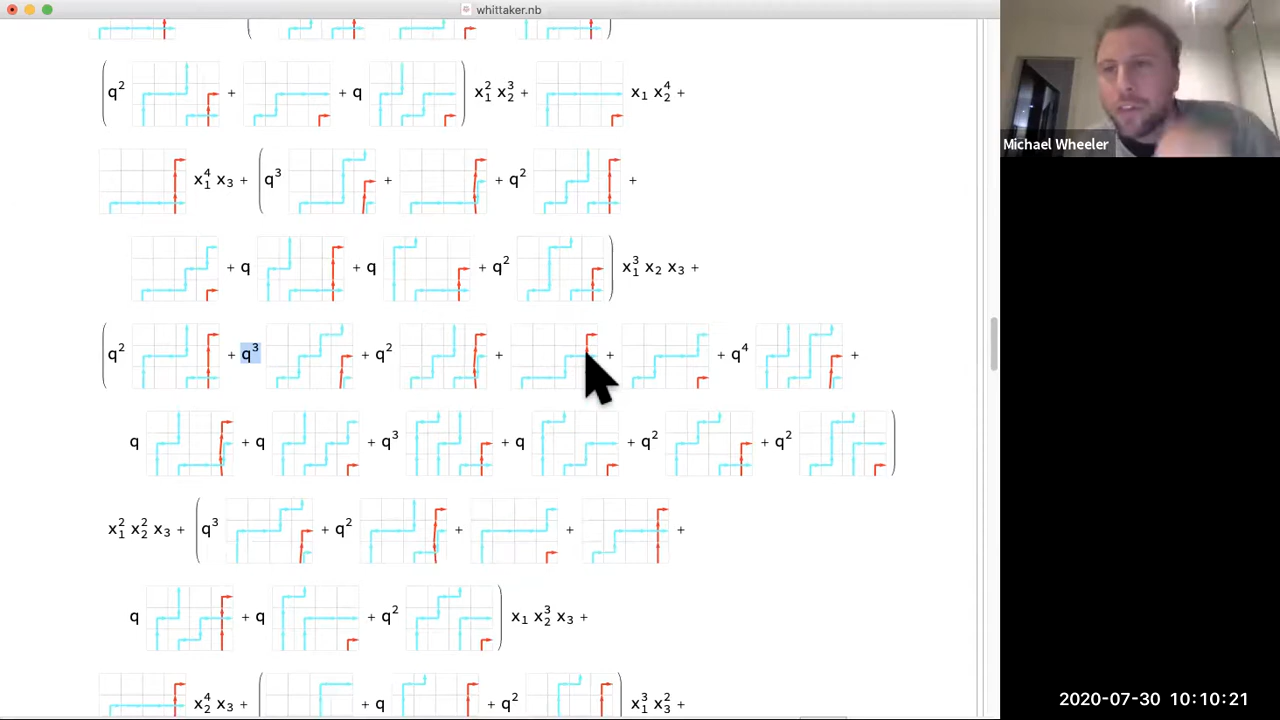 whittaker.nb
( q² + + q ) x₁² x₂³ + x₁ x₂⁴ +
x₁⁴ x₃ + ( q³ + + q² +
+ q + q + q² ) x₁³ x₂ x₃ +
( q² + q³ + q² + + + q⁴ +
q + q + q³ + q + q² + q² )
x₁² x₂² x₃ + ( q³ + q² + + +
q + q + q² ) x₁ x₂³ x₃ +
x₂⁴ x₃ + ( + q + q² ) x₁³ x₃² +
Michael Wheeler
2020-07-30 10:10:21